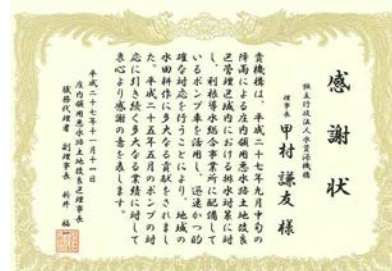 感謝状
独立行政法人水資源機構
理事長 甲村謙友 様
貴機構は、平成二十七年九月中旬の
降雨による庄内領用悪水路土地改良
区管理区域内における排水対策に対
し、利根導水総合事業所に配備して
いるポンプ車を活用し、迅速かつ的
確な対応を行うことにより、地域の
水田耕作に多大なる貢献をされまし
た。平成二十五年五月のポンプの対
応に引き続く多大なる業績に対して
衷心より感謝の意を表します。
平成二十七年十一月十一日
庄内領用悪水路土地改良区理事長
職務代理者 副理事長 新井